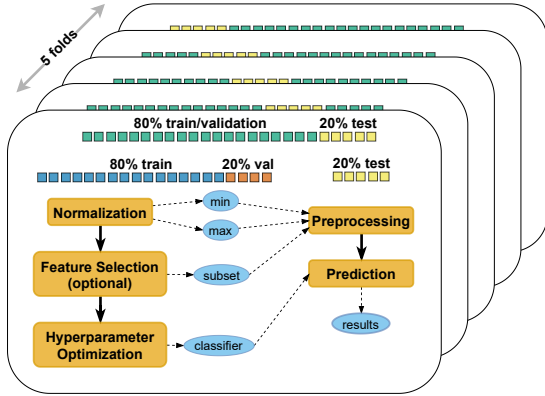 5 folds
80% train/validation 20% test
80% train 20% val 20% test
Normalization
min
max
Preprocessing
Feature Selection
(optional)
subset
Prediction
Hyperparameter
Optimization
classifier
results